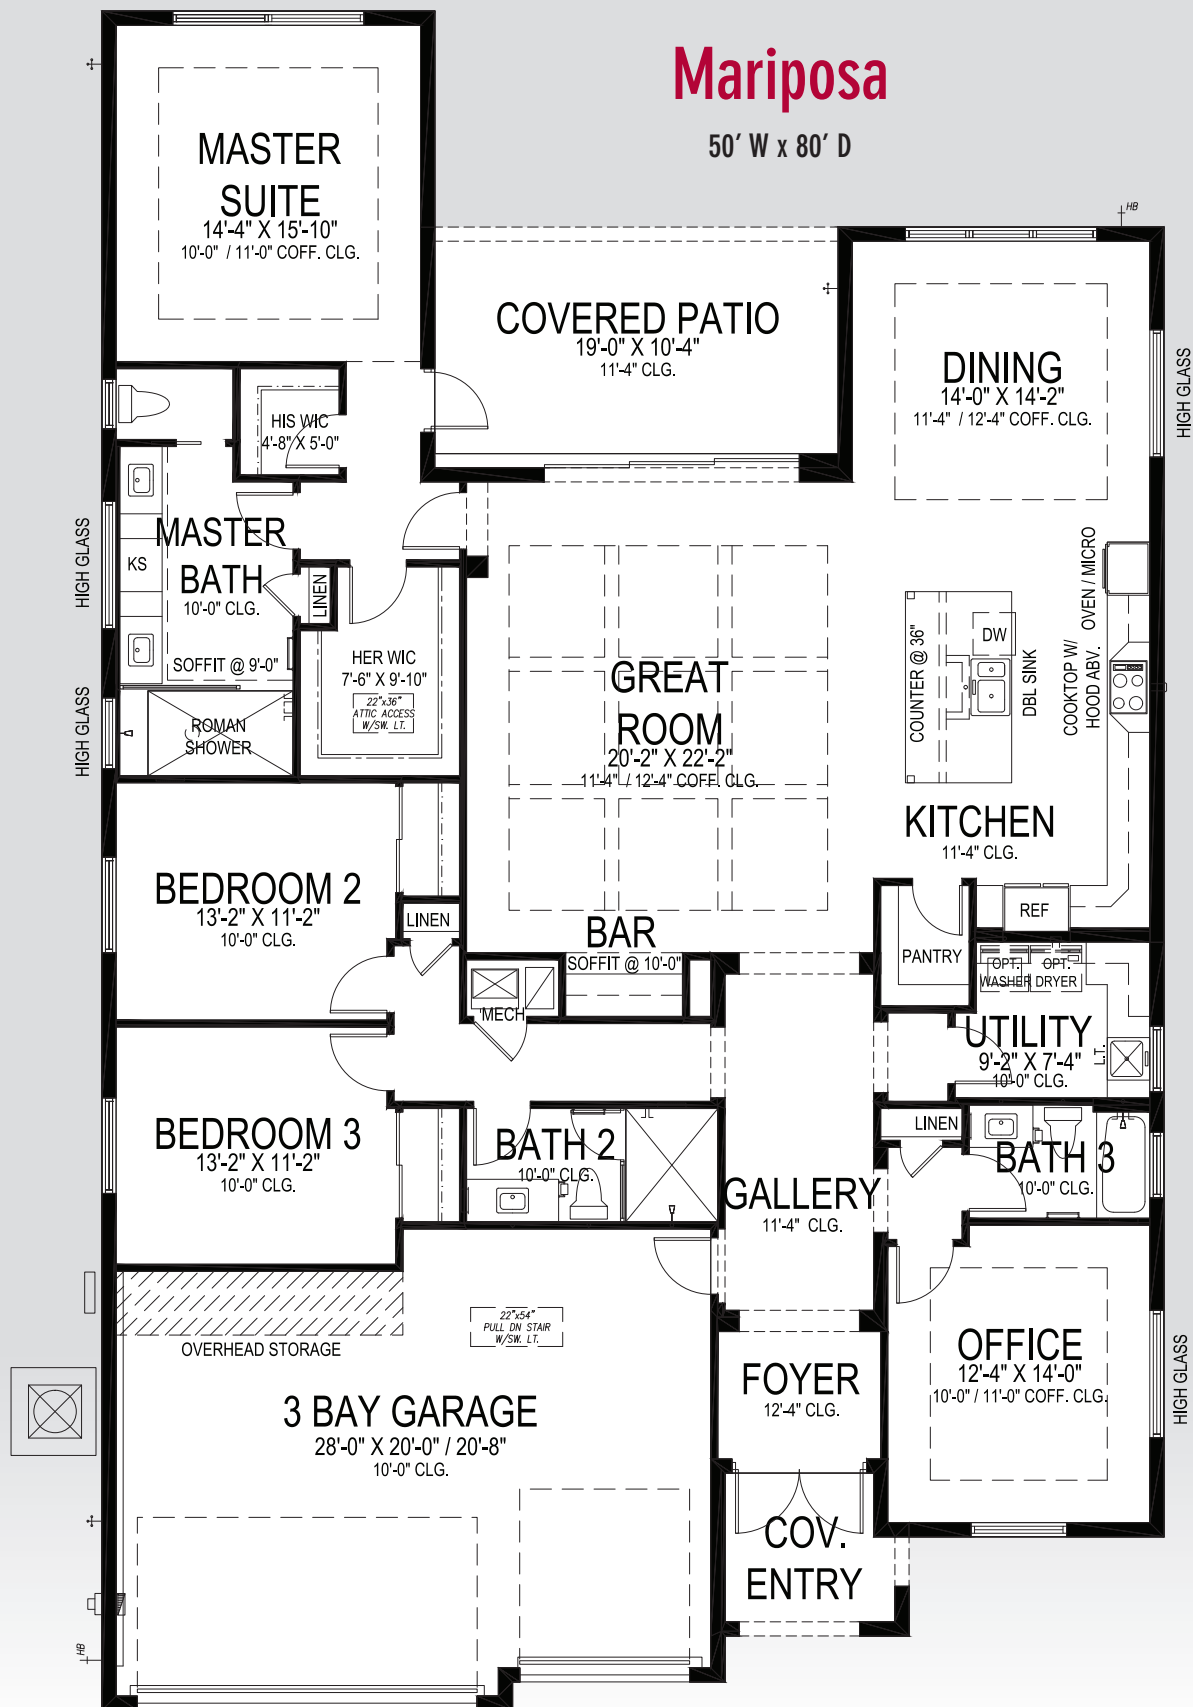 Mariposa
50' W x 80' D
MASTER
SUITE
14'-4" X 15'-10"
10'-0" / 11'-0" COFF. CLG.
HB
COVERED PATIO
19'-0" X 10'-4"
11'-4" CLG.
DINING
14'-0" X 14'-2"
11'-4" / 12'-4" COFF. CLG.
HIGH GLASS
HIS WIC
4'-8" X 5'-0"
MASTER
BATH
10'-0" CLG.
KS
HIGH GLASS
LINEN
SOFFIT @ 9'-0"
HER WIC
7'-6" X 9'-10"
22"x36"
ATTIC ACCESS
W/SW. LT.
HIGH GLASS
ROMAN
SHOWER
GREAT
ROOM
20'-2" X 22'-2"
11'-4" / 12'-4" COFF. CLG.
COUNTER @ 36"
DW
DBL SINK
OVEN / MICRO
COOKTOP W/
HOOD ABV.
KITCHEN
11'-4" CLG.
REF
BEDROOM 2
13'-2" X 11'-2"
10'-0" CLG.
LINEN
BAR
SOFFIT @ 10'-0"
PANTRY
OPT.
WASHER
OPT.
DRYER
MECH
UTILITY
9'-2" X 7'-4"
10'-0" CLG.
L.T.
BEDROOM 3
13'-2" X 11'-2"
10'-0" CLG.
BATH 2
10'-0" CLG.
LINEN
BATH 3
10'-0" CLG.
GALLERY
11'-4" CLG.
OVERHEAD STORAGE
22"x54"
PULL DN STAIR
W/SW. LT.
3 BAY GARAGE
28'-0" X 20'-0" / 20'-8"
10'-0" CLG.
FOYER
12'-4" CLG.
OFFICE
12'-4" X 14'-0"
10'-0" / 11'-0" COFF. CLG.
HIGH GLASS
COV.
ENTRY
HB